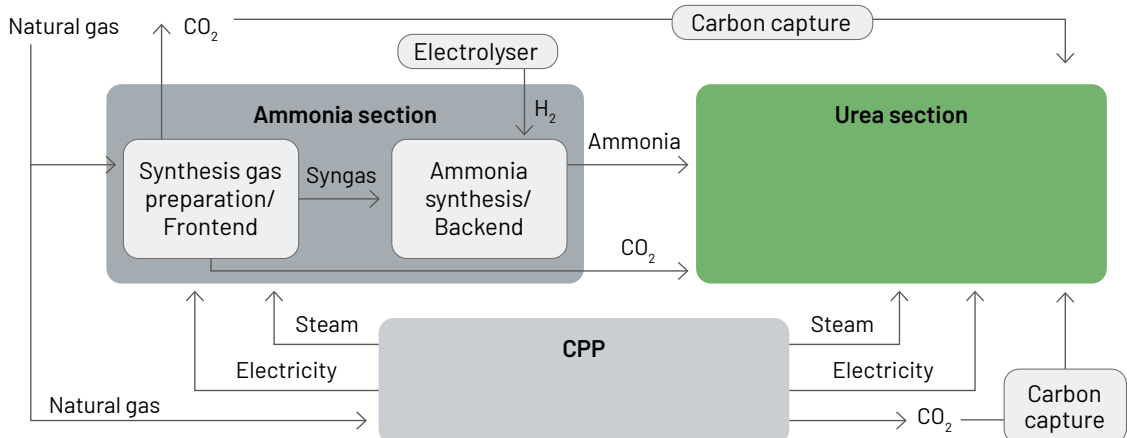 Natural gas
CO₂
Carbon capture
Electrolyser
H₂
Ammonia section
Urea section
Synthesis gas
preparation/
Frontend
Syngas
Ammonia
synthesis/
Backend
Ammonia
CO₂
Steam
Electricity
CPP
Steam
Electricity
Natural gas
CO₂
Carbon
capture